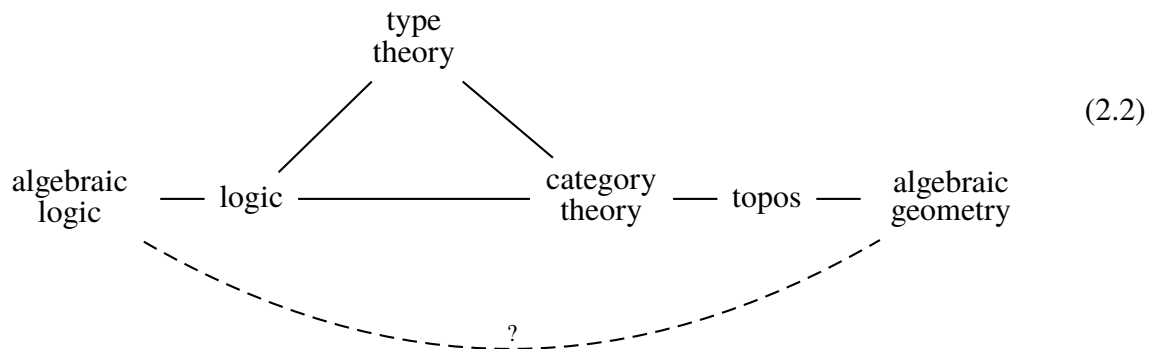 type
theory
(2.2)
algebraic
logic
logic
category
theory
topos
algebraic
geometry
?